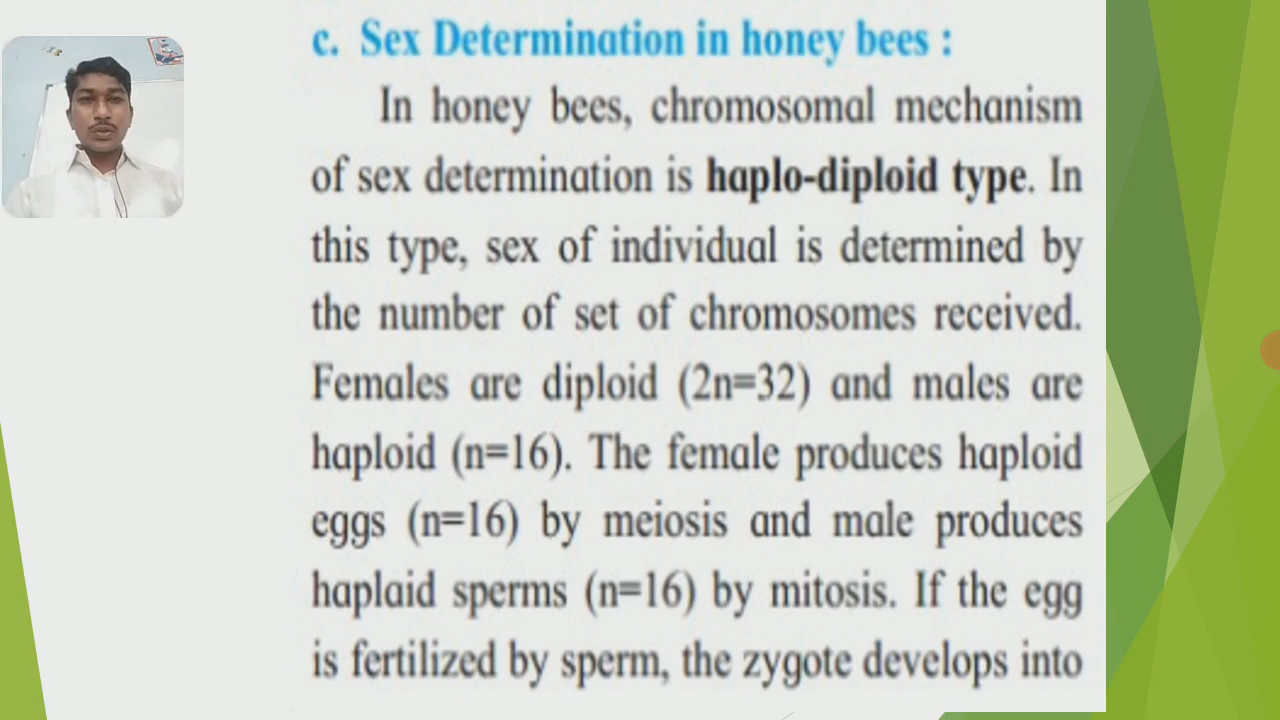 c. Sex Determination in honey bees :
In honey bees, chromosomal mechanism
of sex determination is haplo-diploid type. In
this type, sex of individual is determined by
the number of set of chromosomes received.
Females are diploid (2n=32) and males are
haploid (n=16). The female produces haploid
eggs (n=16) by meiosis and male produces
haplaid sperms (n=16) by mitosis. If the egg
is fertilized by sperm, the zygote develops into